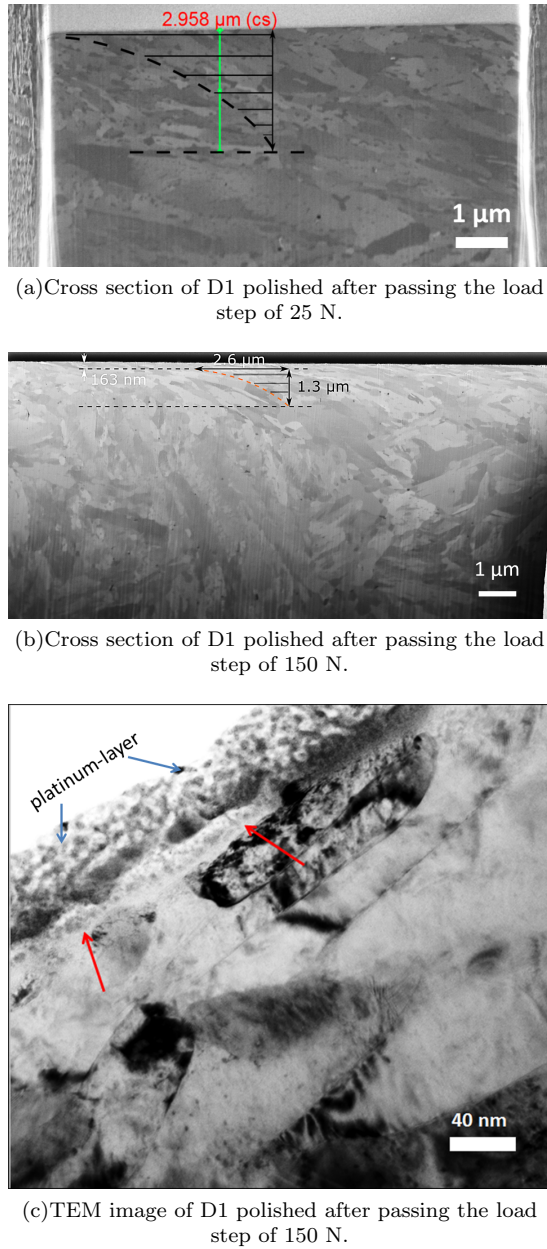 2.958 µm (cs)
1 µm
(a)Cross section of D1 polished after passing the load
step of 25 N.
2.6 µm
163 nm
1.3 µm
1 µm
(b)Cross section of D1 polished after passing the load
step of 150 N.
platinum-layer
40 nm
(c)TEM image of D1 polished after passing the load
step of 150 N.